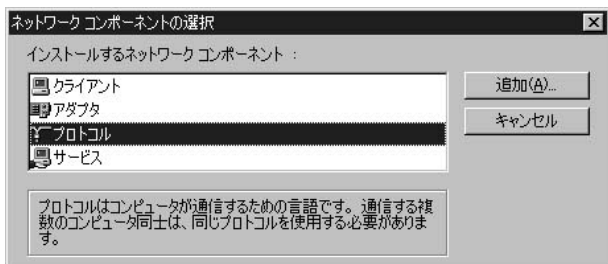 ネットワーク コンポーネントの選択
インストールするネットワーク コンポーネント :
クライアント
アダプタ
プロトコル
サービス
追加(A)...
キャンセル
プロトコルはコンピュータが通信するための言語です。通信する複
数のコンピュータ同士は、同じプロトコルを使用する必要がありま
す。